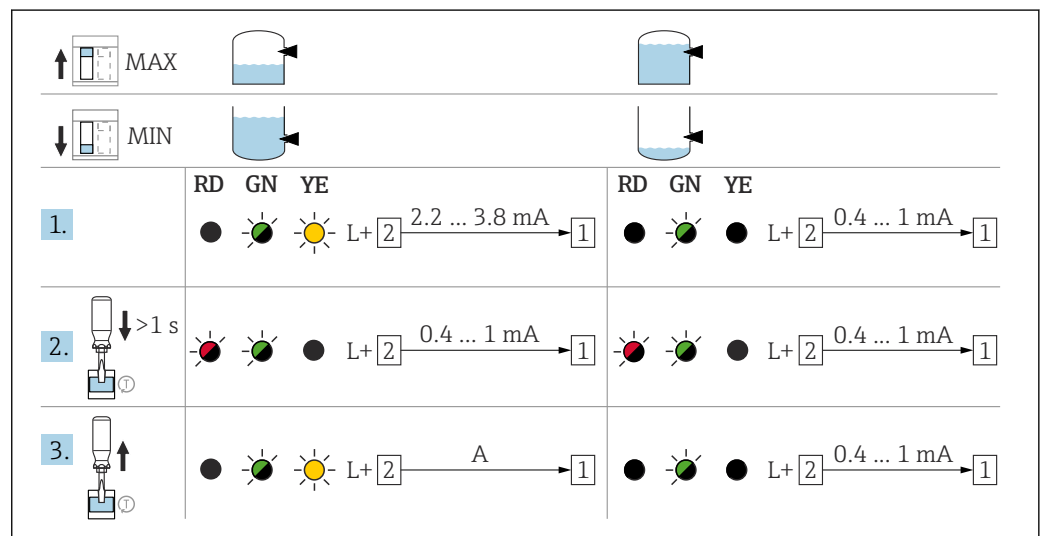 MAX
MIN
RD GN YE RD GN YE
1. L+ 2 2.2 ... 3.8 mA 1 L+ 2 0.4 ... 1 mA 1
2. >1 s T L+ 2 0.4 ... 1 mA 1 L+ 2 0.4 ... 1 mA 1
3. T L+ 2 A 1 L+ 2 0.4 ... 1 mA 1